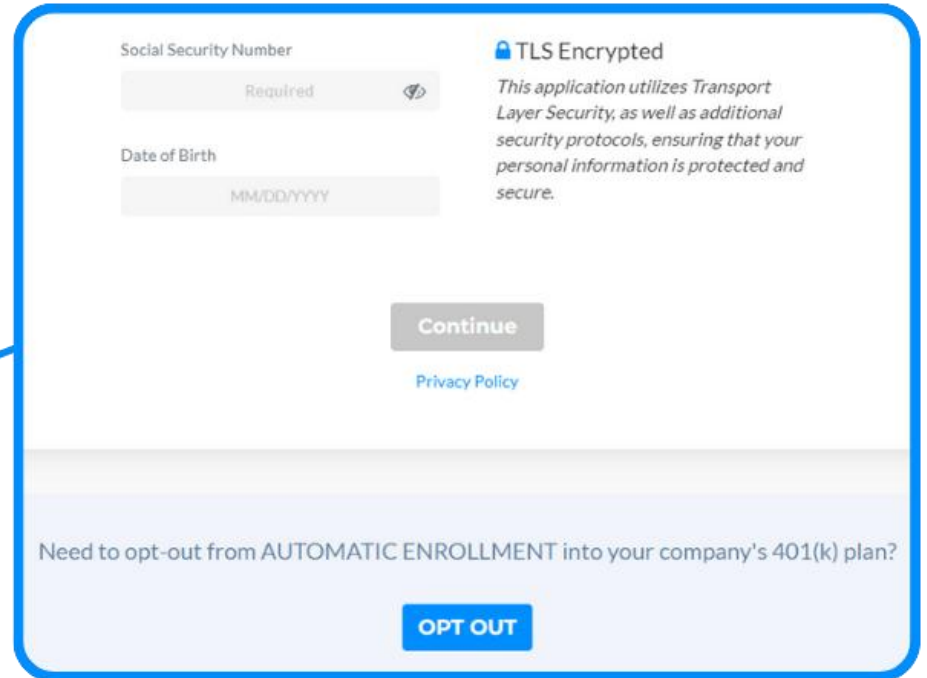 Social Security Number
Required
Date of Birth
MM/DD/YYYY
TLS Encrypted
This application utilizes Transport
Layer Security, as well as additional
security protocols, ensuring that your
personal information is protected and
secure.
Continue
Privacy Policy
Need to opt-out from AUTOMATIC ENROLLMENT into your company's 401(k) plan?
OPT OUT